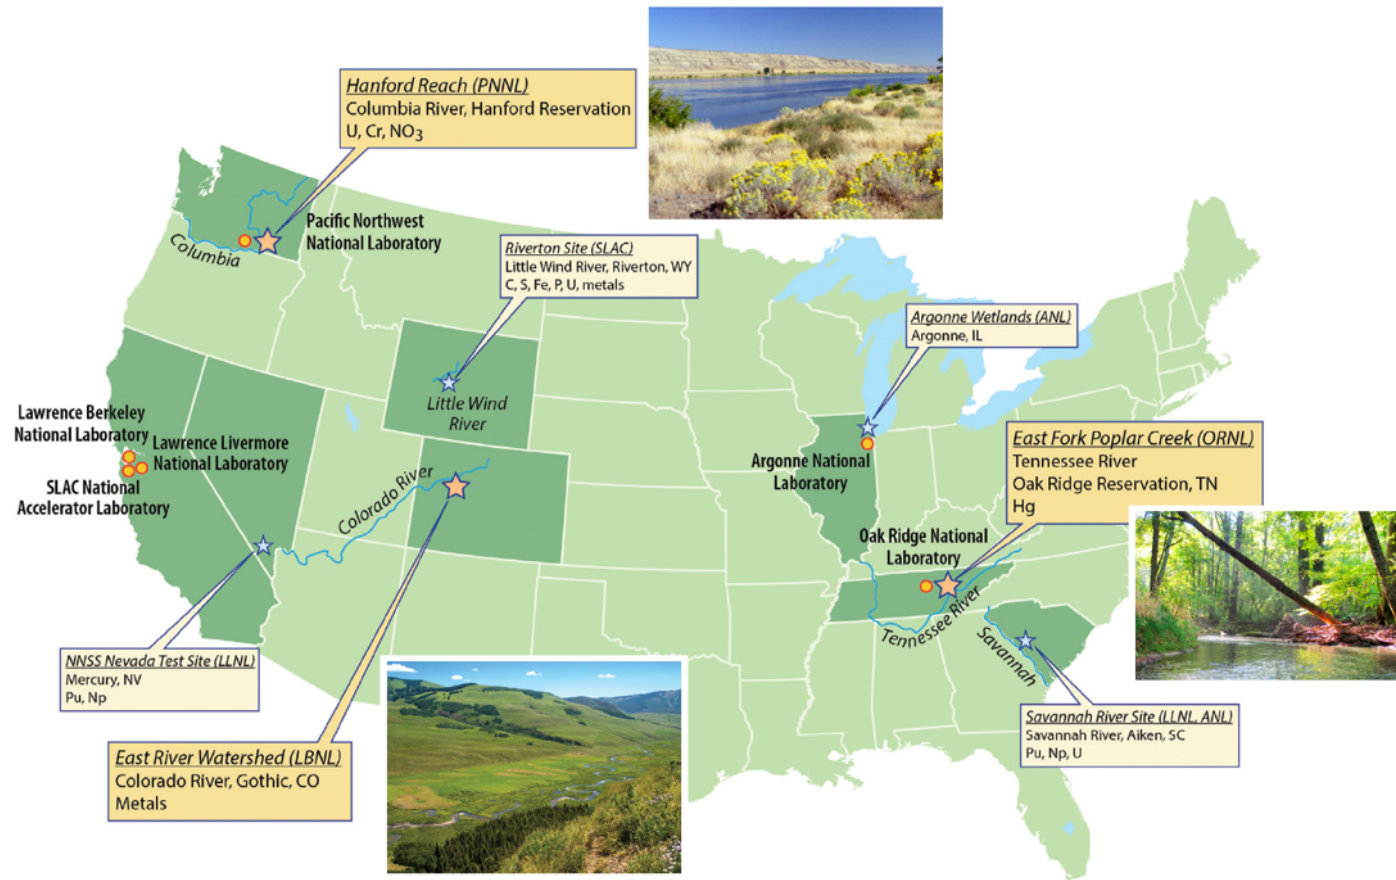 Hanford Reach (PNNL)
Columbia River, Hanford Reservation
U, Cr, NO3
Pacific Northwest
National Laboratory
Columbia
Riverton Site (SLAC)
Little Wind River, Riverton, WY
C, S, Fe, P, U, metals
Little Wind
River
Argonne Wetlands (ANL)
Argonne, IL
Lawrence Berkeley
National Laboratory
Lawrence Livermore
National Laboratory
SLAC National
Accelerator Laboratory
Colorado River
Argonne National
Laboratory
East Fork Poplar Creek (ORNL)
Tennessee River
Oak Ridge Reservation, TN
Hg
Oak Ridge National
Laboratory
Tennessee River
Savannah
NNSS Nevada Test Site (LLNL)
Mercury, NV
Pu, Np
East River Watershed (LBNL)
Colorado River, Gothic, CO
Metals
Savannah River Site (LLNL, ANL)
Savannah River, Aiken, SC
Pu, Np, U